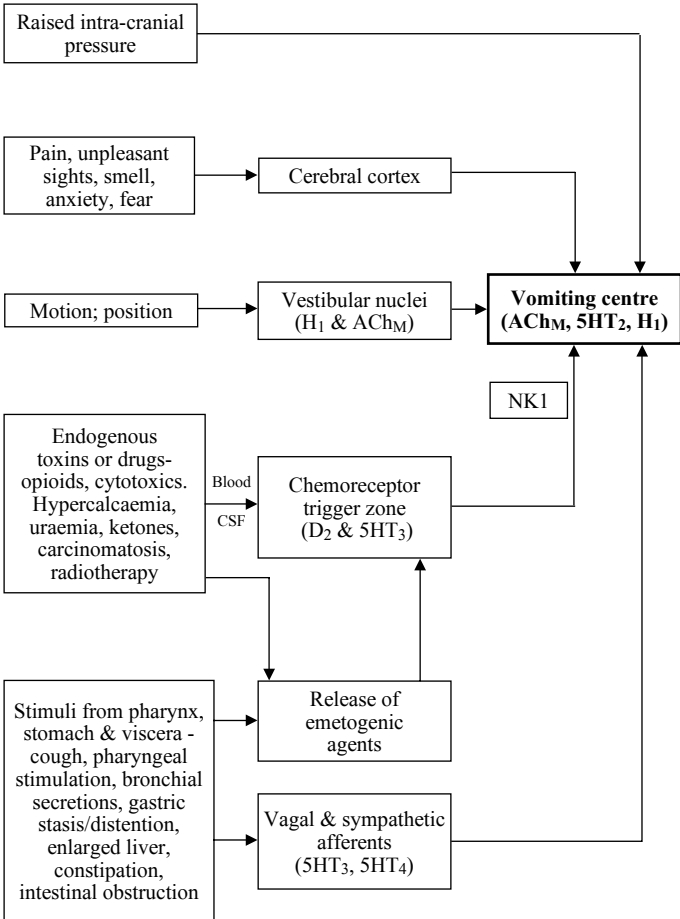 Raised intra-cranial
pressure
Pain, unpleasant
sights, smell,
anxiety, fear
Cerebral cortex
Motion; position
Vestibular nuclei
(H₁ & AChM)
Vomiting centre
(AChM, 5HT₂, H₁)
NK1
Endogenous
toxins or drugs-
opioids, cytotoxics.
Hypercalcaemia,
uraemia, ketones,
carcinomatosis,
radiotherapy
Blood
CSF
Chemoreceptor
trigger zone
(D₂ & 5HT₃)
Release of
emetogenic
agents
Stimuli from pharynx,
stomach & viscera -
cough, pharyngeal
stimulation, bronchial
secretions, gastric
stasis/distention,
enlarged liver,
constipation,
intestinal obstruction
Vagal & sympathetic
afferents
(5HT₃, 5HT₄)